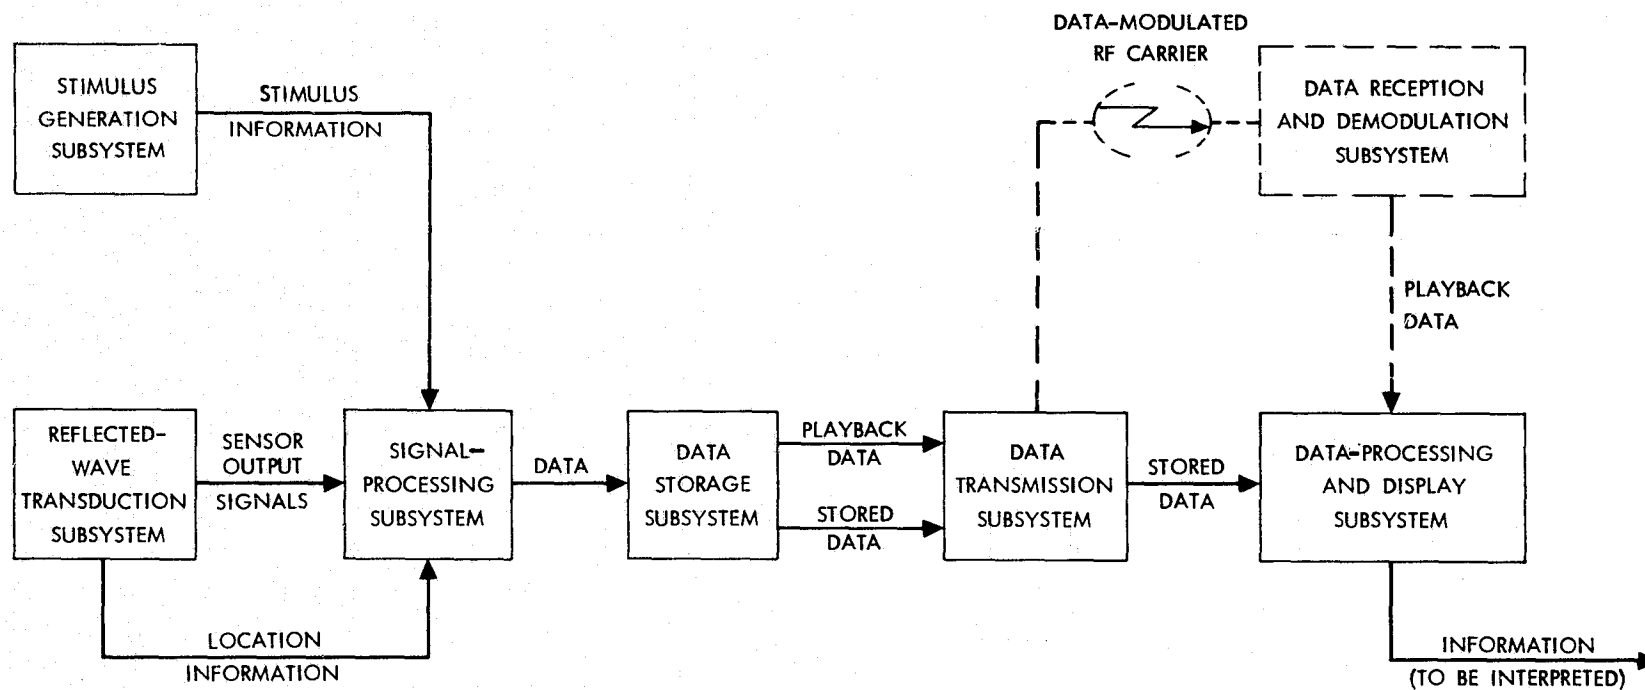 DATA-MODULATED
RF CARRIER
STIMULUS
GENERATION
SUBSYSTEM
STIMULUS
INFORMATION
DATA RECEPTION
AND DEMODULATION
SUBSYSTEM
PLAYBACK
DATA
REFLECTED-
WAVE
TRANSDUCTION
SUBSYSTEM
SENSOR
OUTPUT
SIGNALS
SIGNAL-
PROCESSING
SUBSYSTEM
DATA
DATA
STORAGE
SUBSYSTEM
PLAYBACK
DATA
STORED
DATA
DATA
TRANSMISSION
SUBSYSTEM
STORED
DATA
DATA-PROCESSING
AND DISPLAY
SUBSYSTEM
LOCATION
INFORMATION
INFORMATION
(TO BE INTERPRETED)